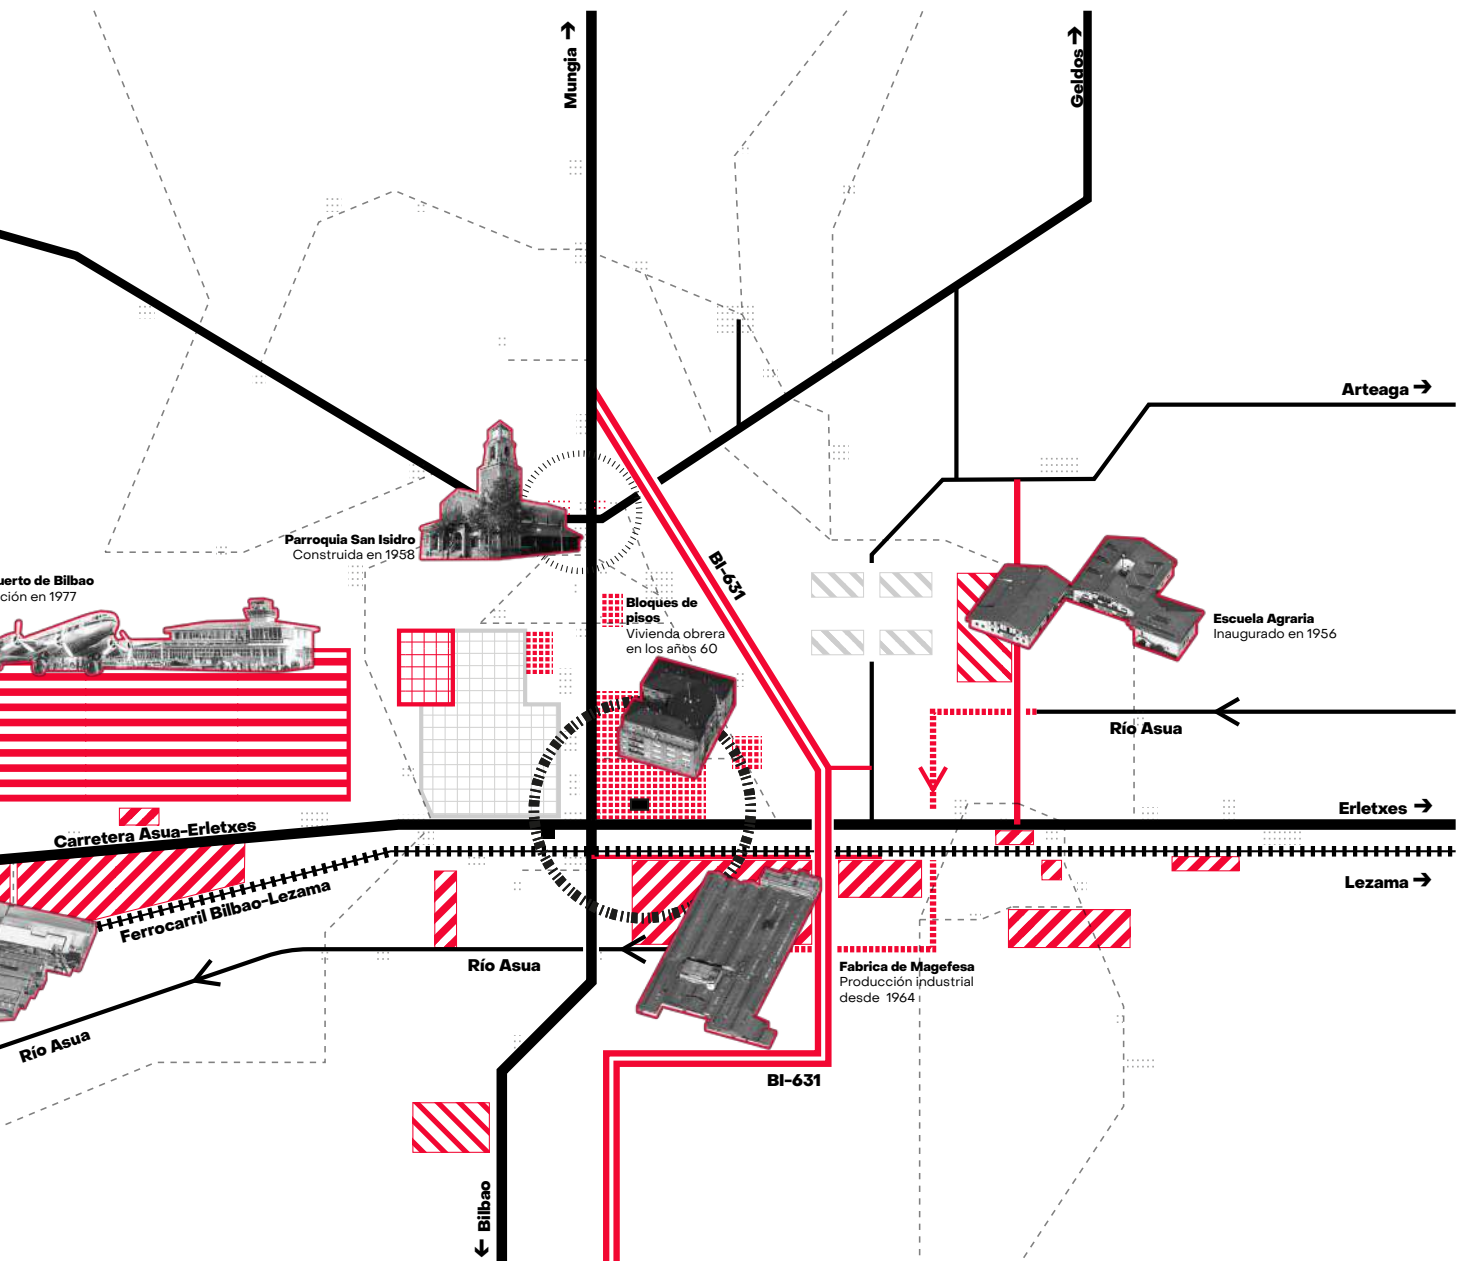 Mungia →
Geldos →
Arteaga →
Parroquia San Isidro
Construida en 1958
uerto de Bilbao
ción en 1977
BI-631
Bloques de
pisos
Vivienda obrera
en los años 60
Escuela Agraria
Inaugurado en 1956
Río Asua
Erletxes →
Carretera Asua-Erletxes
Ferrocarril Bilbao-Lezama
Lezama →
Río Asua
Fabrica de Magefesa
Producción industrial
desde 1964
Río Asua
BI-631
← Bilbao